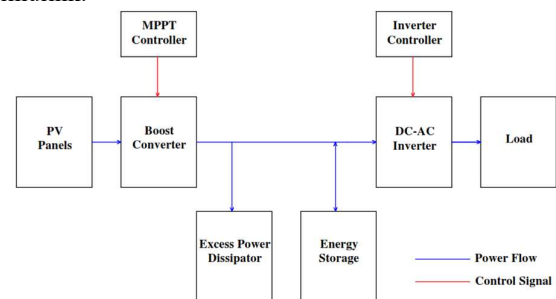 MPPT
Controller
Inverter
Controller
PV
Panels
Boost
Converter
DC-AC
Inverter
Load
Excess Power
Dissipator
Energy
Storage
Power Flow
Control Signal